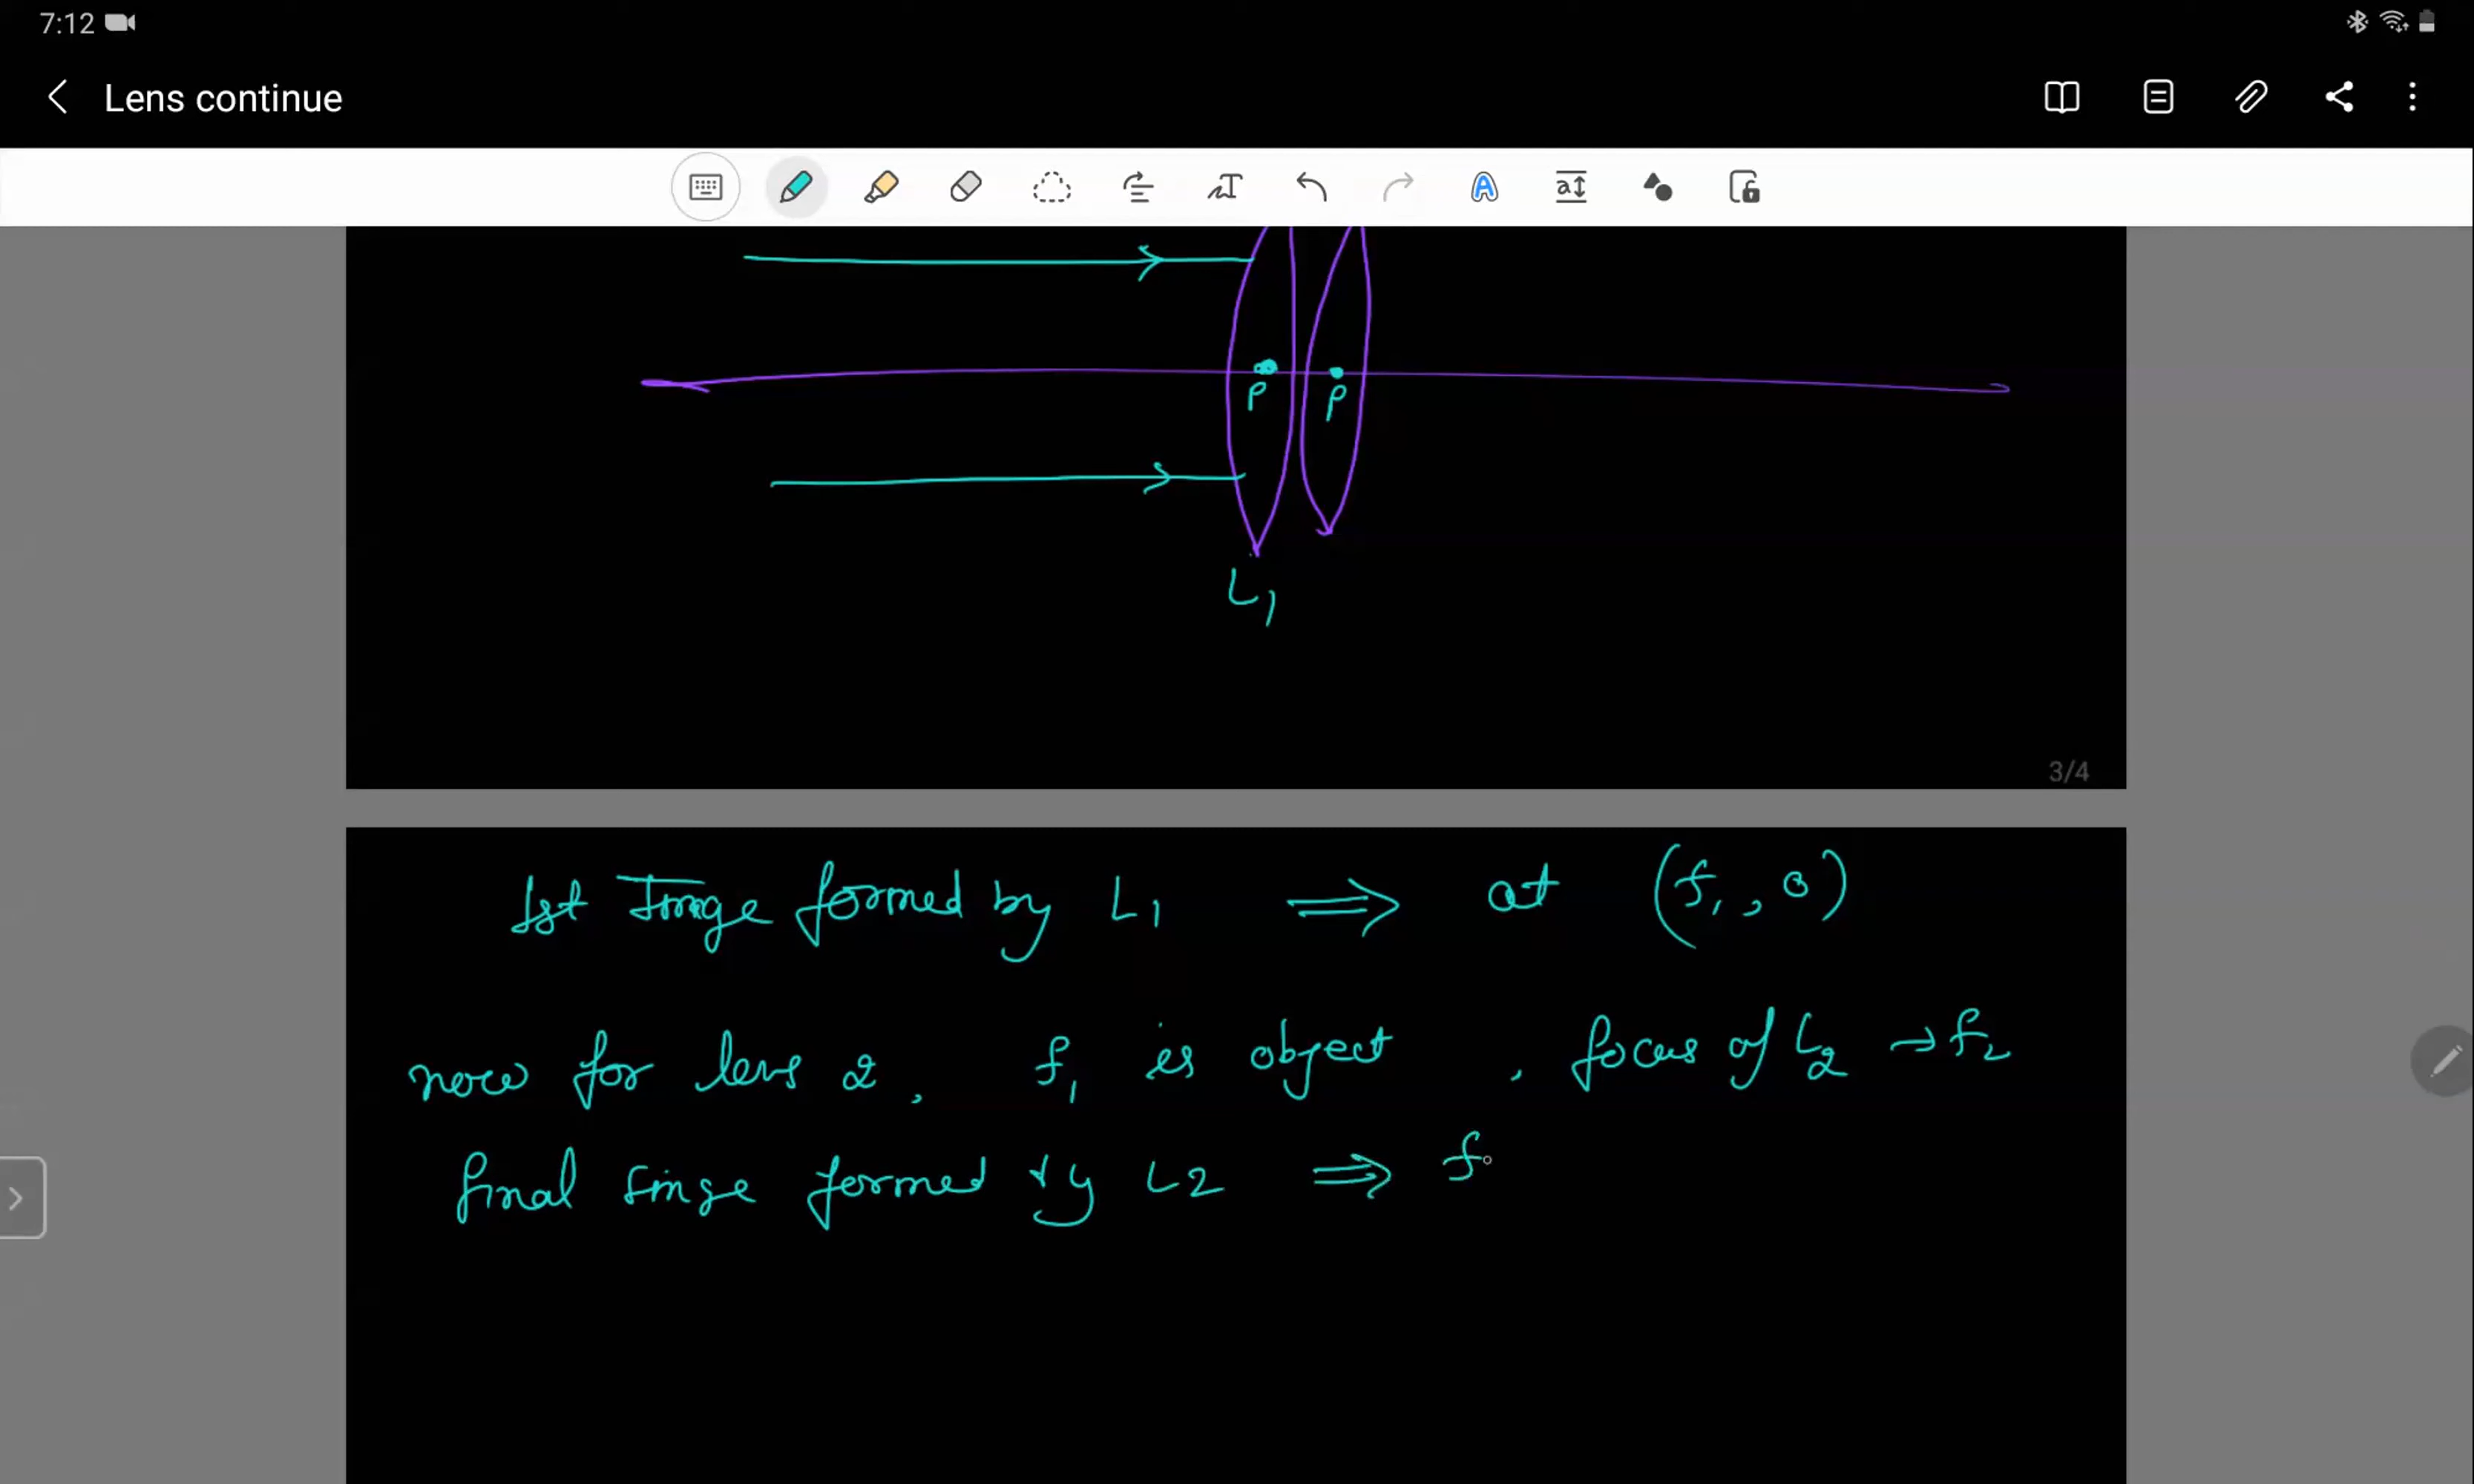 7:12
Lens continue
P P
L1
3/4
1st Image formed by L1 ⟹ at (f1, 0)
now for lens 2, f1 is object, focus of L2 → f2
final image formed by L2 ⟹ f